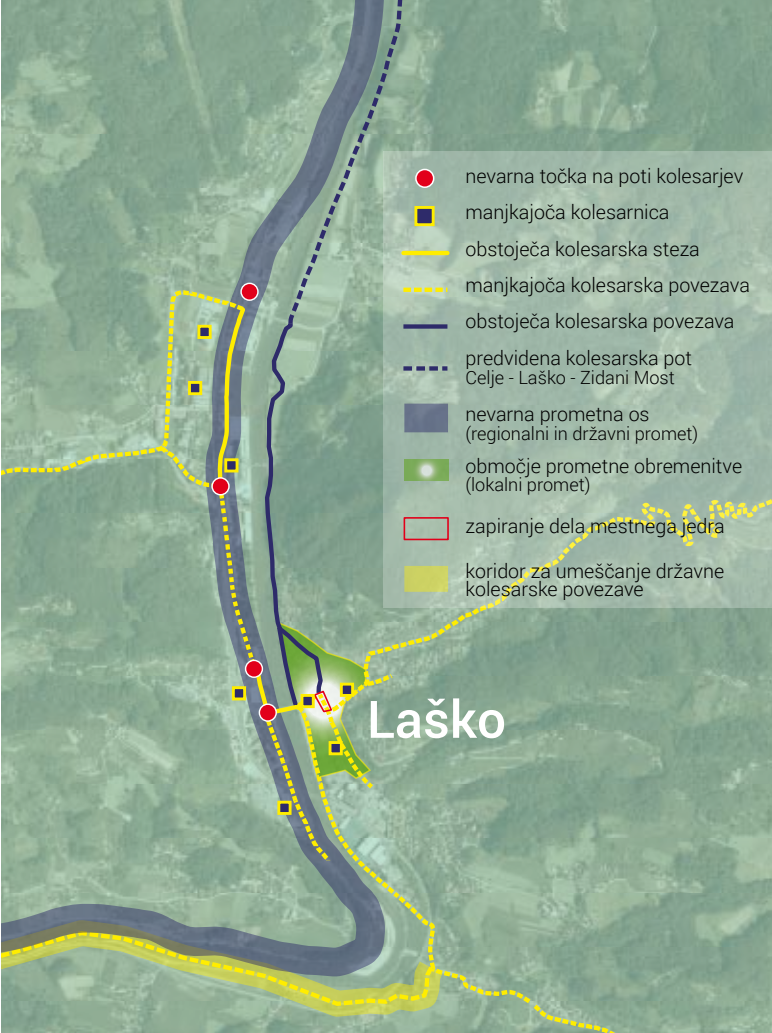 nevarna točka na poti kolesarjev
manjkajoča kolesarnica
obstoječa kolesarska steza
manjkajoča kolesarska povezava
obstoječa kolesarska povezava
predvidena kolesarska pot
Celje - Laško - Zidani Most
nevarna prometna os
(regionalni in državni promet)
območje prometne obremenitve
(lokalni promet)
zapiranje dela mestnega jedra
koridor za umeščanje državne
kolesarske povezave
Laško